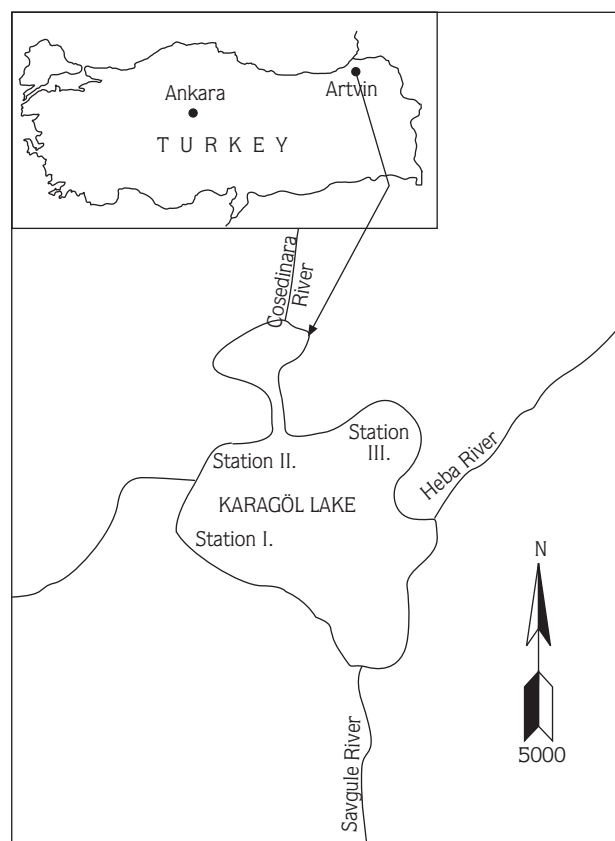 Ankara
Artvin
T U R K E Y
Cosedinara
River
Station
III.
Station II.
Heba River
KARAGÖL LAKE
Station I.
N
5000
Savgule River